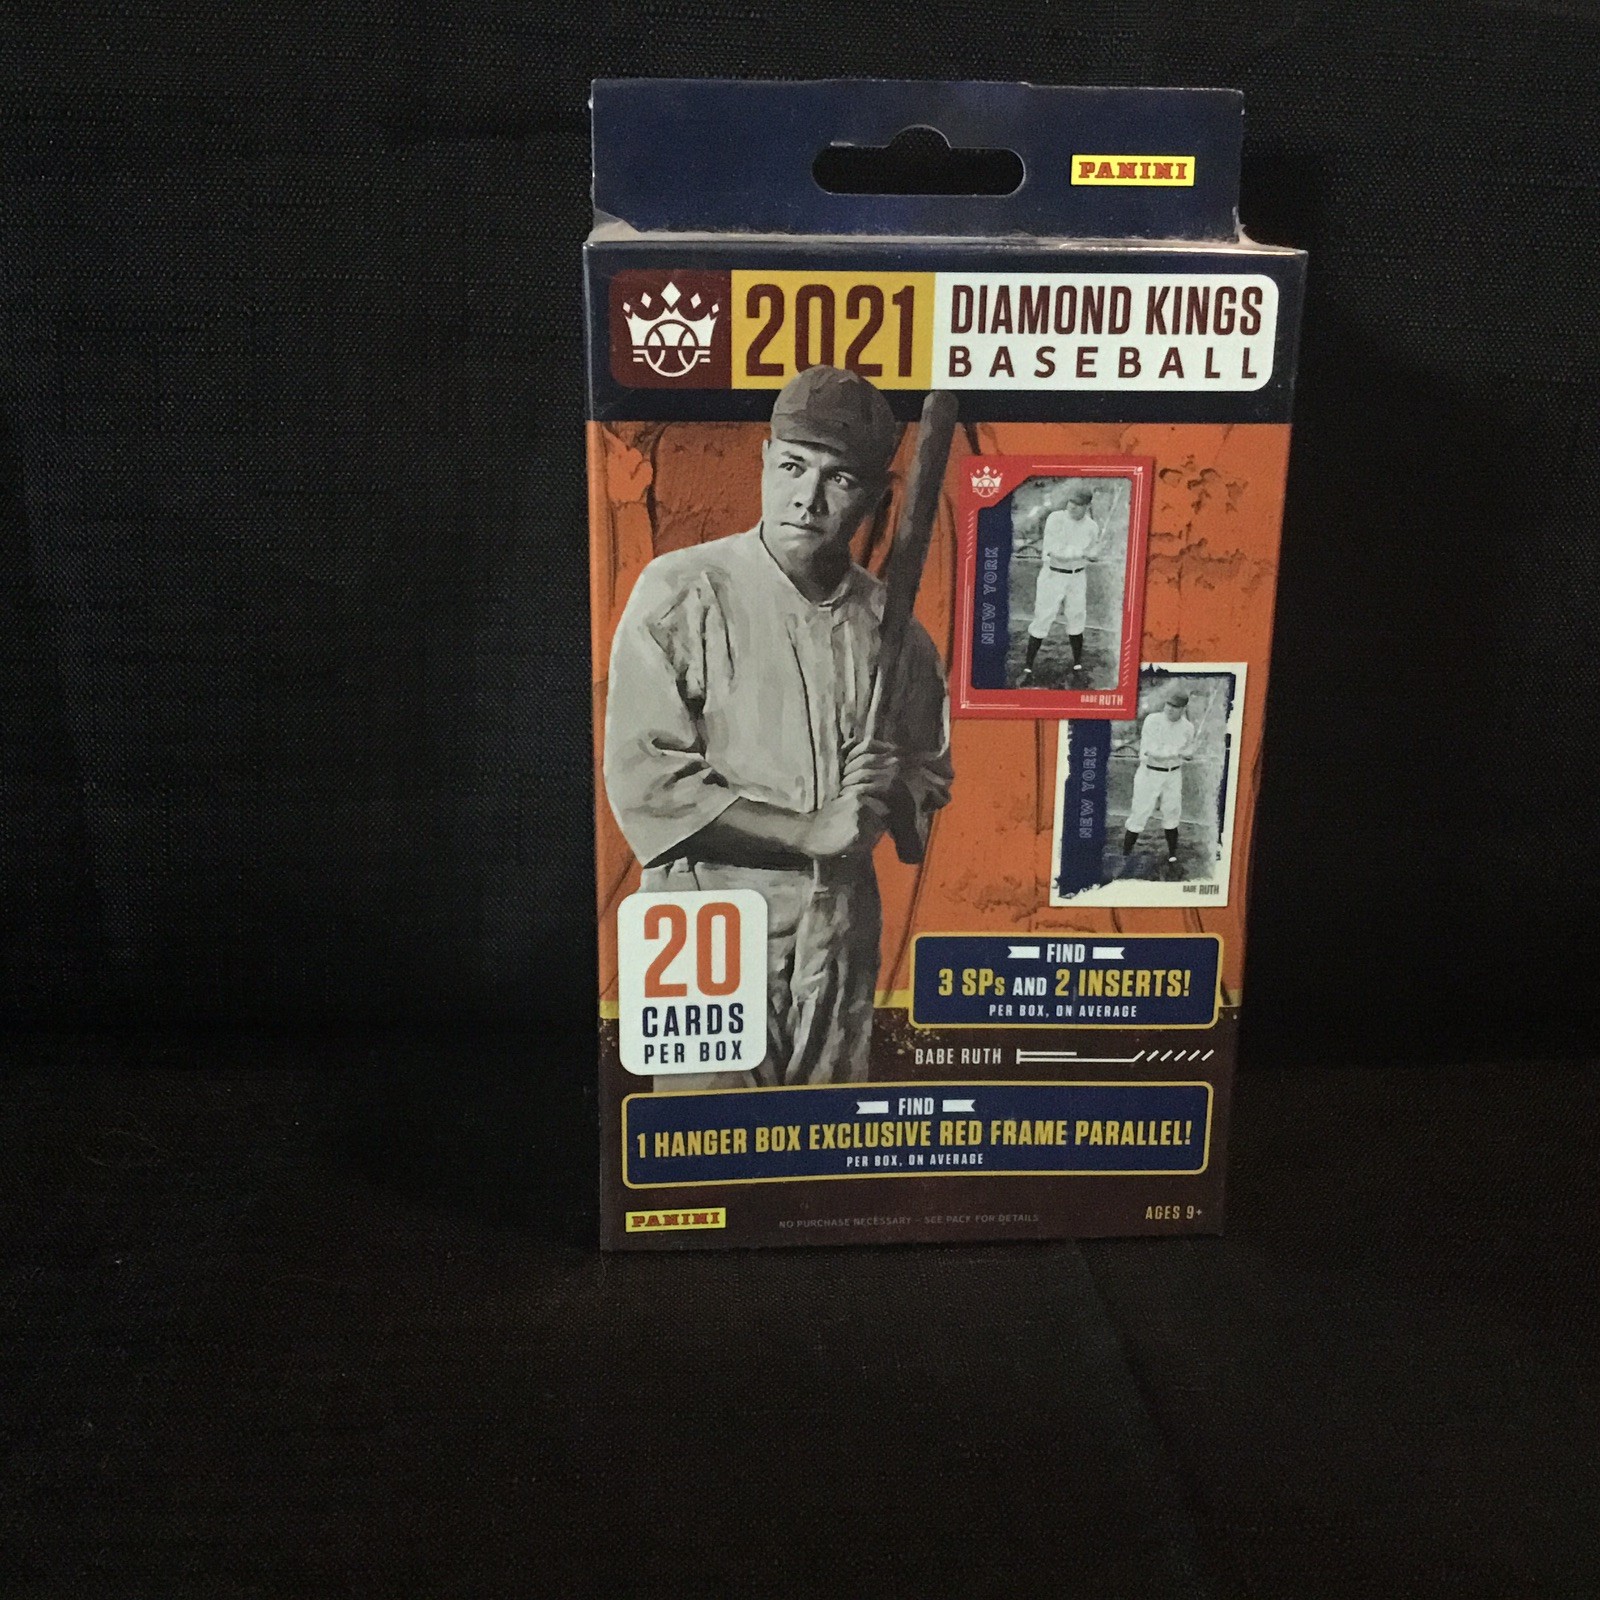 PANINI
2021
DIAMOND KINGS
BASEBALL
NEW YORK
BABE RUTH
NEW YORK
BABE RUTH
20
CARDS
PER BOX
FIND
3 SPs AND 2 INSERTS!
PER BOX, ON AVERAGE
BABE RUTH
FIND
1 HANGER BOX EXCLUSIVE RED FRAME PARALLEL!
PER BOX, ON AVERAGE
PANINI
NO PURCHASE NECESSARY - SEE PACK FOR DETAILS
AGES 9+